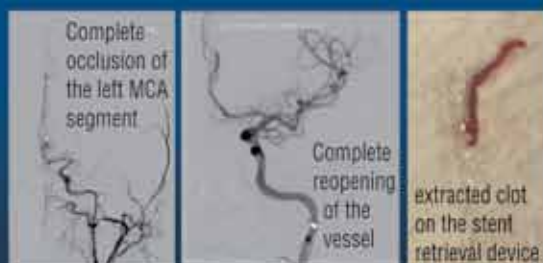 Complete
occlusion of
the left MCA
segment
Complete
reopening
of the
vessel
extracted clot
on the stent
retrieval device